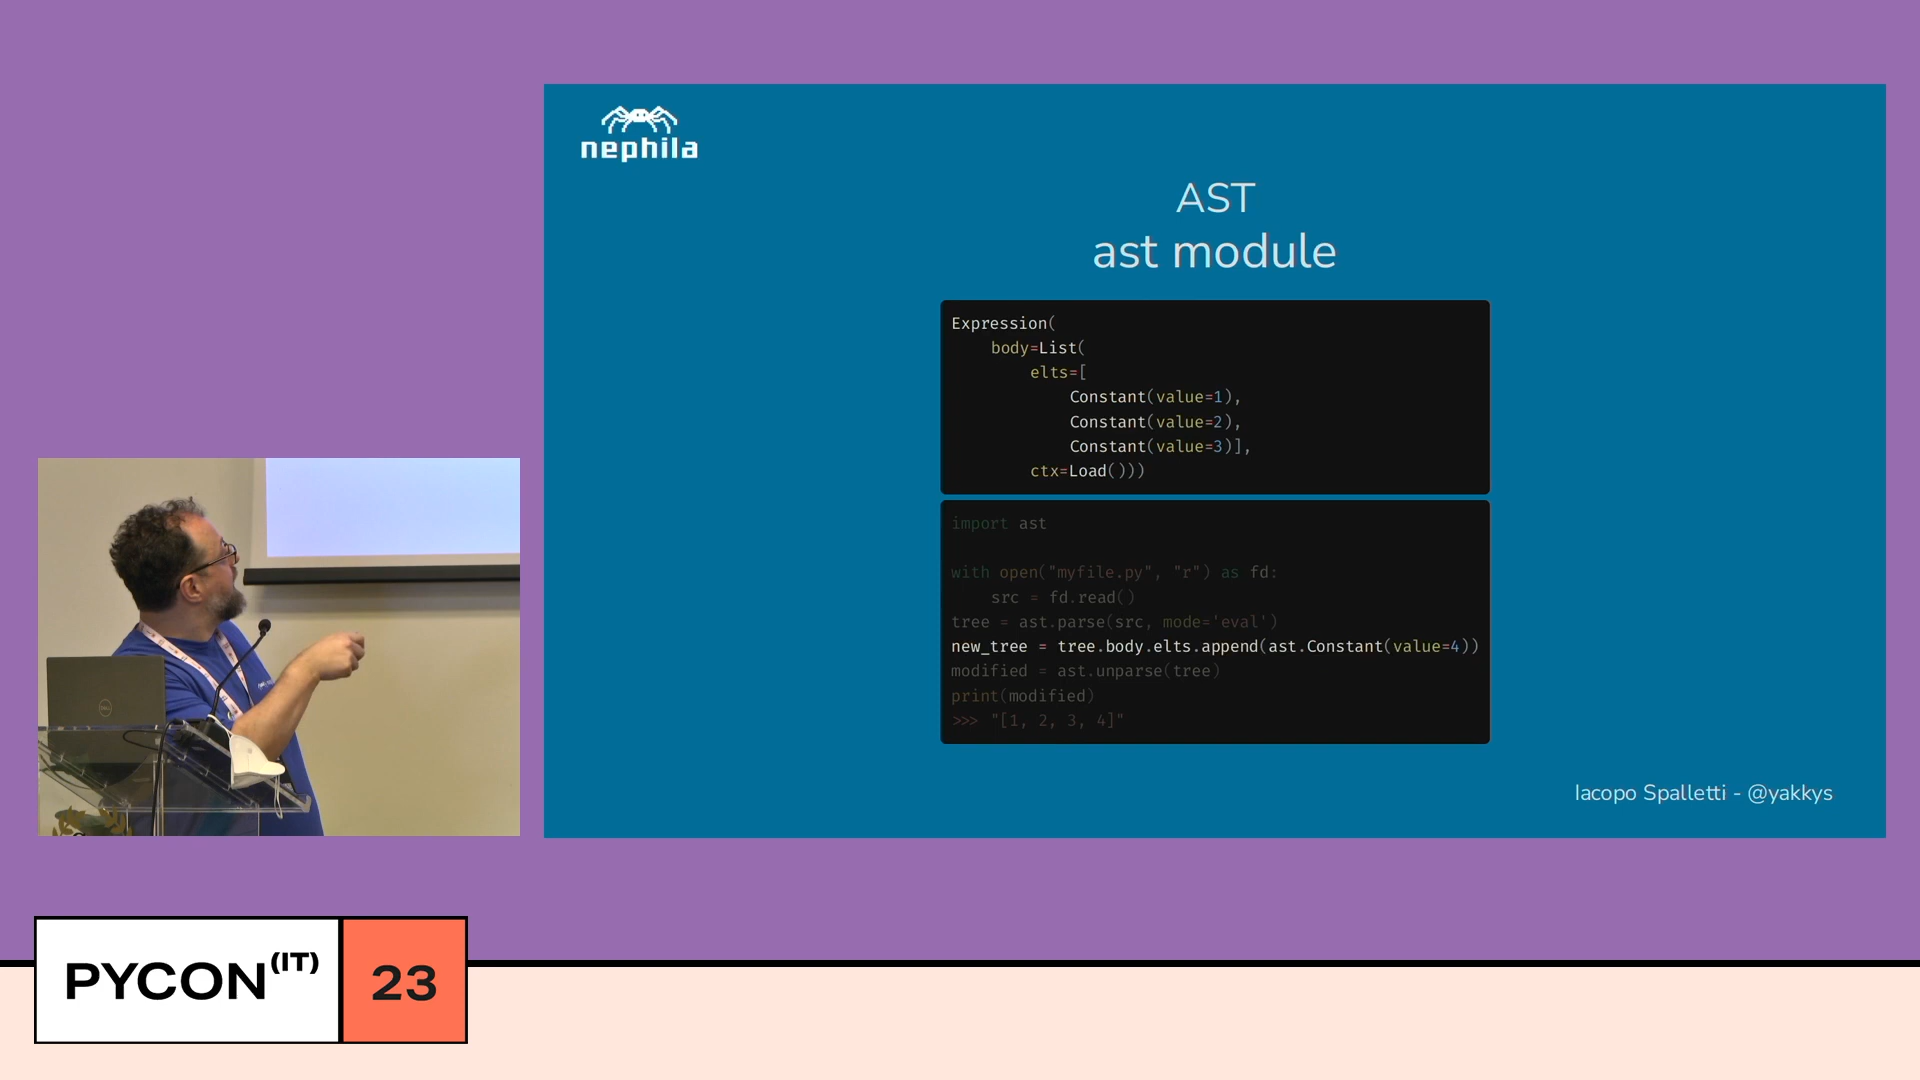 nephila
AST
ast module
Expression(
    body=List(
        elts=[
            Constant(value=1),
            Constant(value=2),
            Constant(value=3)],
        ctx=Load()))
import ast
with open("myfile.py", "r") as fd:
    src = fd.read()
tree = ast.parse(src, mode='eval')
new_tree = tree.body.elts.append(ast.Constant(value=4))
modified = ast.unparse(tree)
print(modified)
>>> "[1, 2, 3, 4]"
Iacopo Spalletti - @yakkys
PYCON(IT) 23